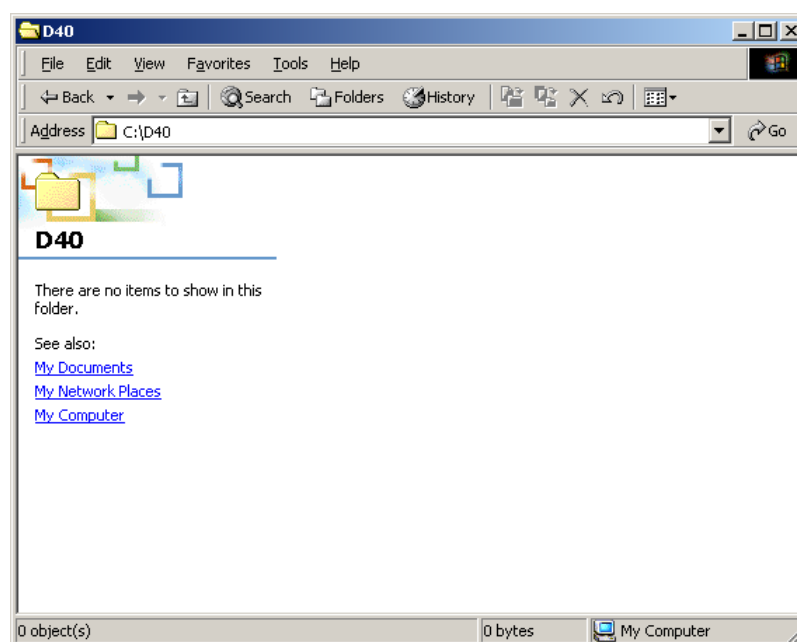 D40
File Edit View Favorites Tools Help
Back Search Folders History
Address C:\D40 Go
D40
There are no items to show in this
folder.
See also:
My Documents
My Network Places
My Computer
0 object(s) 0 bytes My Computer